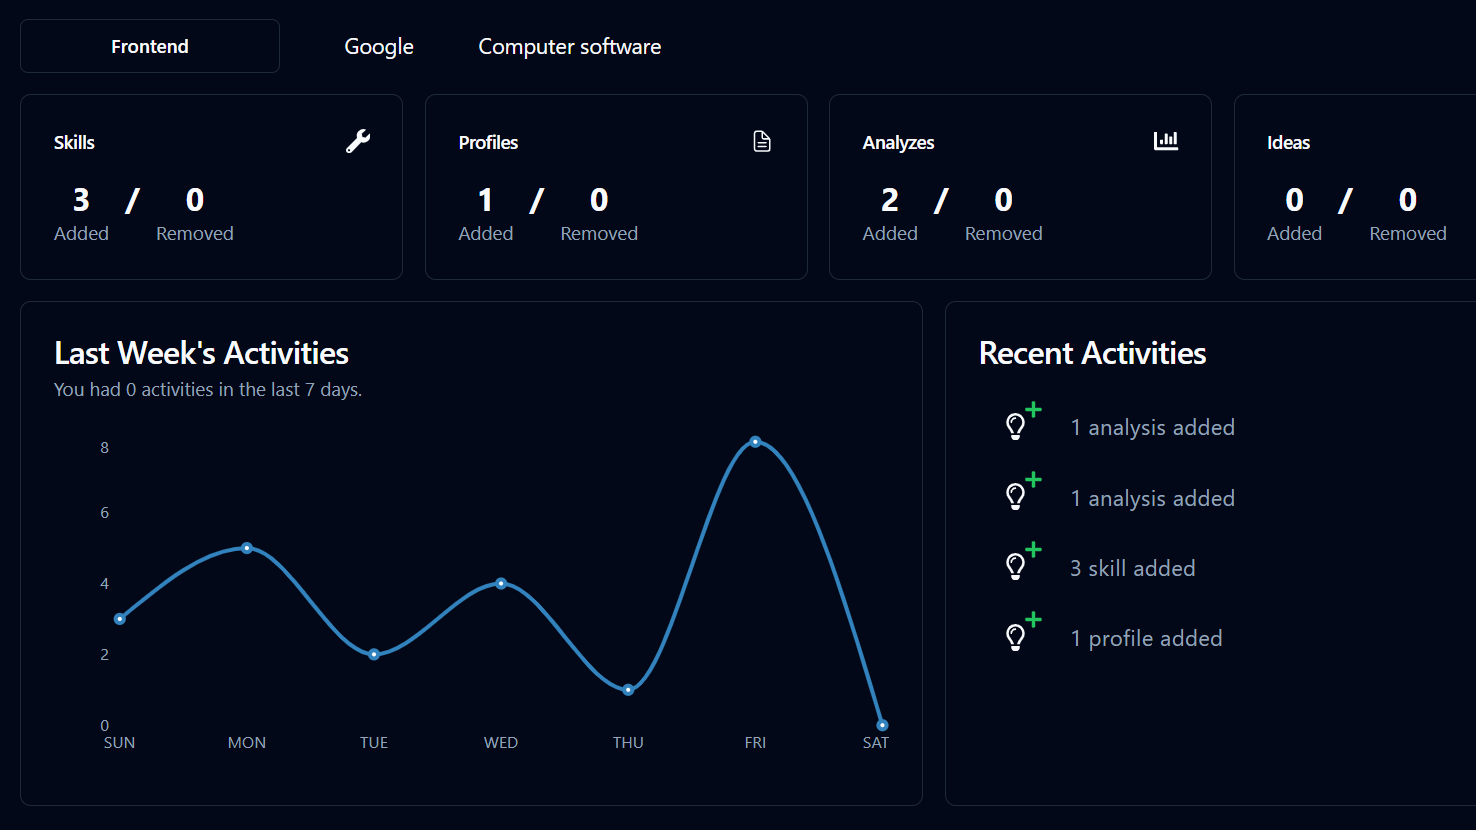 Frontend Google Computer software
Skills
3 / 0
Added Removed
Profiles
1 / 0
Added Removed
Analyzes
2 / 0
Added Removed
Ideas
0 / 0
Added Removed
Last Week's Activities
You had 0 activities in the last 7 days.
8
6
4
2
0
SUN MON TUE WED THU FRI SAT
Recent Activities
1 analysis added
1 analysis added
3 skill added
1 profile added